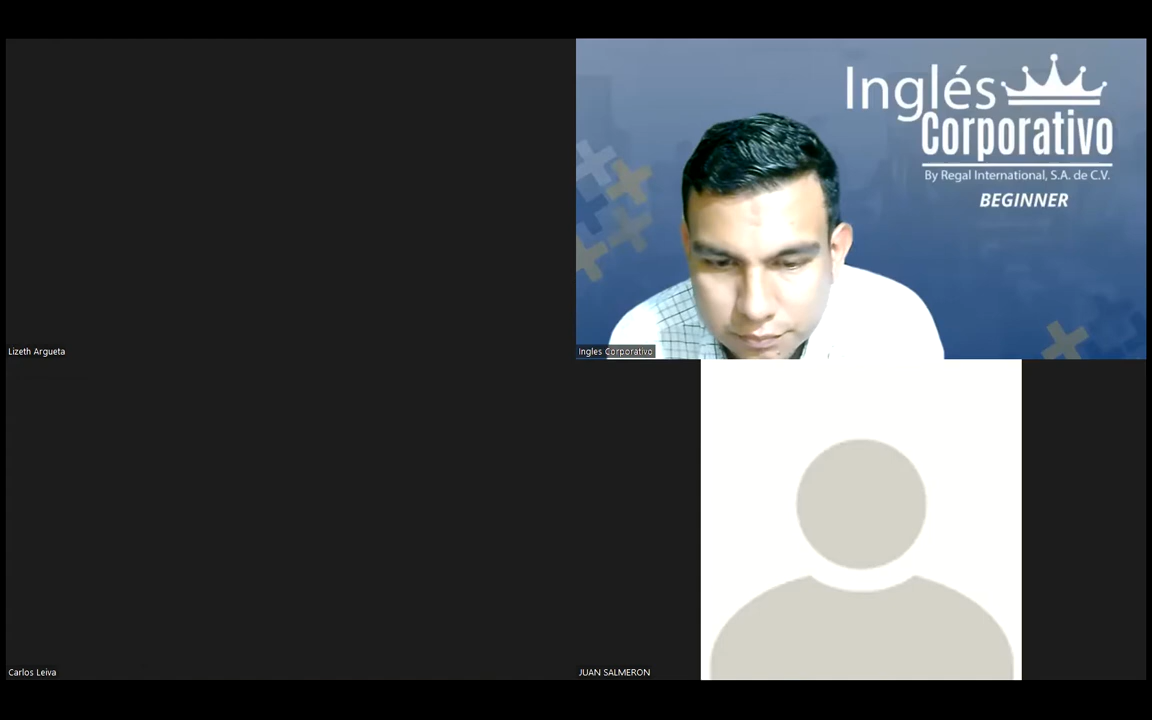 Inglés
Corporativo
By Regal International, S.A. de C.V.
BEGINNER
Lizeth Argueta
Ingles Corporativo
Carlos Leiva
JUAN SALMERON